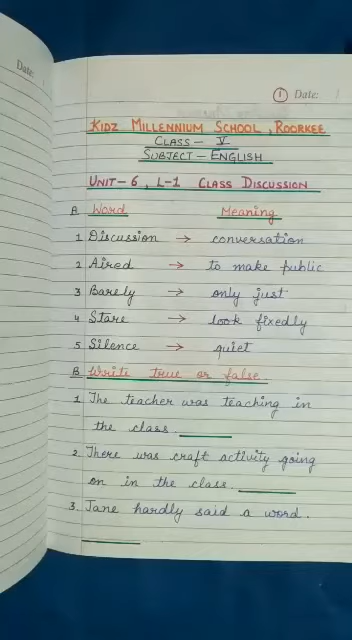 Date:
① Date:
KIDZ MILLENNIUM SCHOOL, ROORKEE
CLASS - V
SUBJECT - ENGLISH
UNIT-6, L-1 CLASS DISCUSSION
A Word Meaning
1 Discussion → conversation
2 Aired → to make public
3 Barely → only just
4 Stare → look fixedly
5 Silence → quiet
B Write true or false.
1 The teacher was teaching in
the class. ______
2. There was craft activity going
on in the class. ______
3. Jane hardly said a word.
______